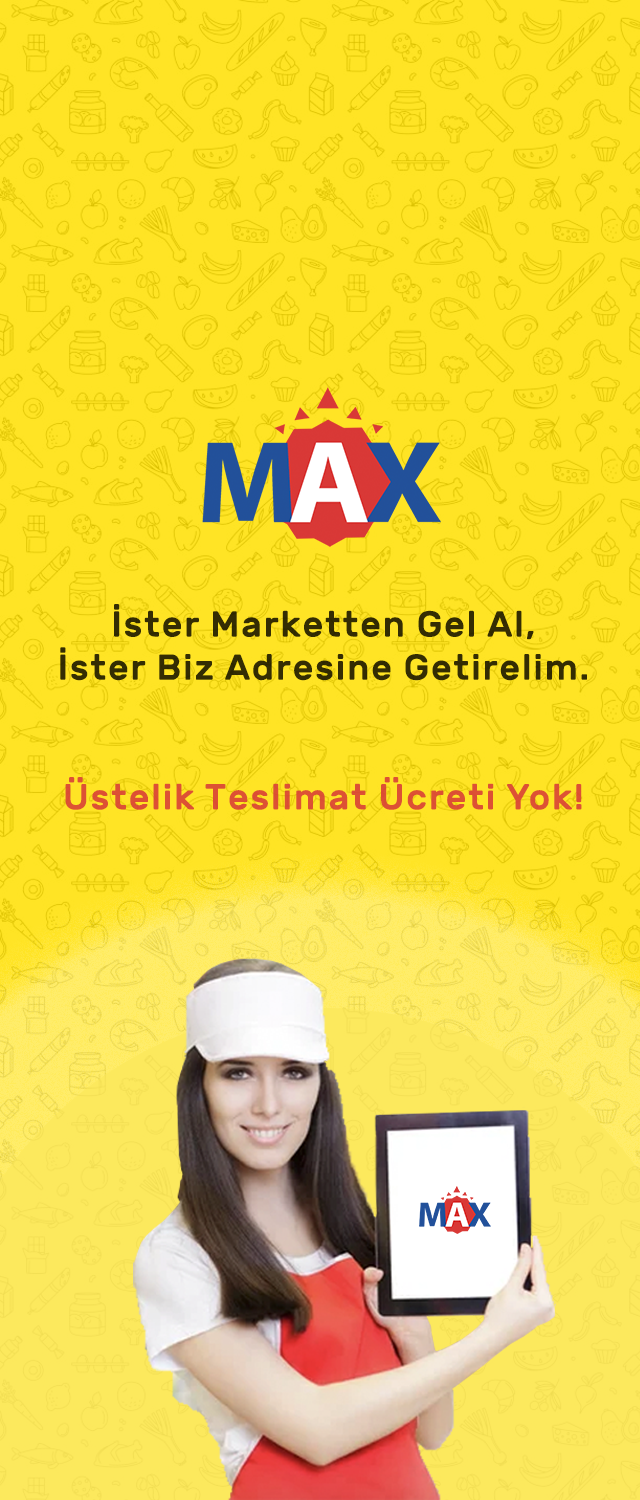 MAX
İster Marketten Gel Al,
İster Biz Adresine Getirelim.
Üstelik Teslimat Ücreti Yok!
MAX